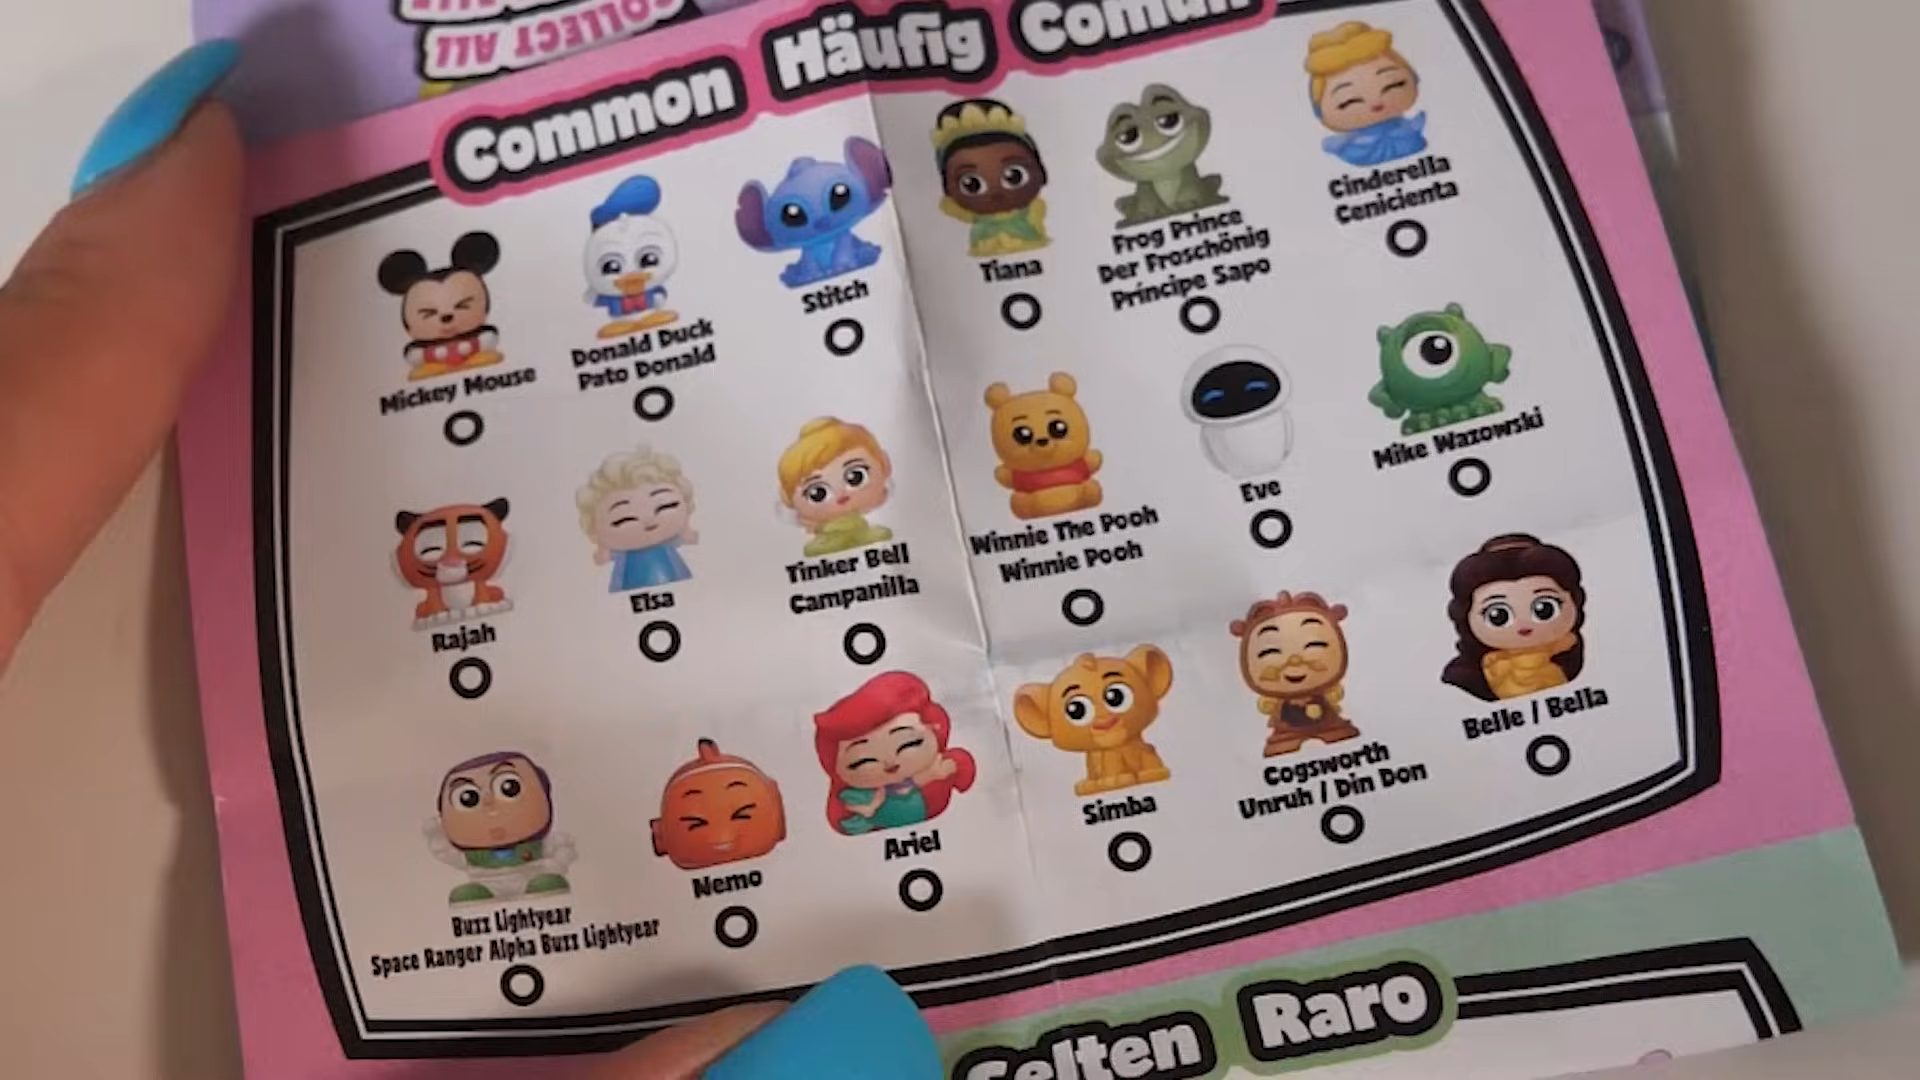 COLLECT ALL
Common Häufig Común
Mickey Mouse
Donald Duck
Pato Donald
Stitch
Tiana
Frog Prince
Der Froschönig
Príncipe Sapo
Cinderella
Cenicienta
Rajah
Elsa
Tinker Bell
Campanilla
Winnie The Pooh
Winnie Pooh
Eve
Mike Wazowski
Buzz Lightyear
Space Ranger Alpha Buzz Lightyear
Nemo
Ariel
Simba
Cogsworth
Unruh / Din Don
Belle / Bella
Selten Raro